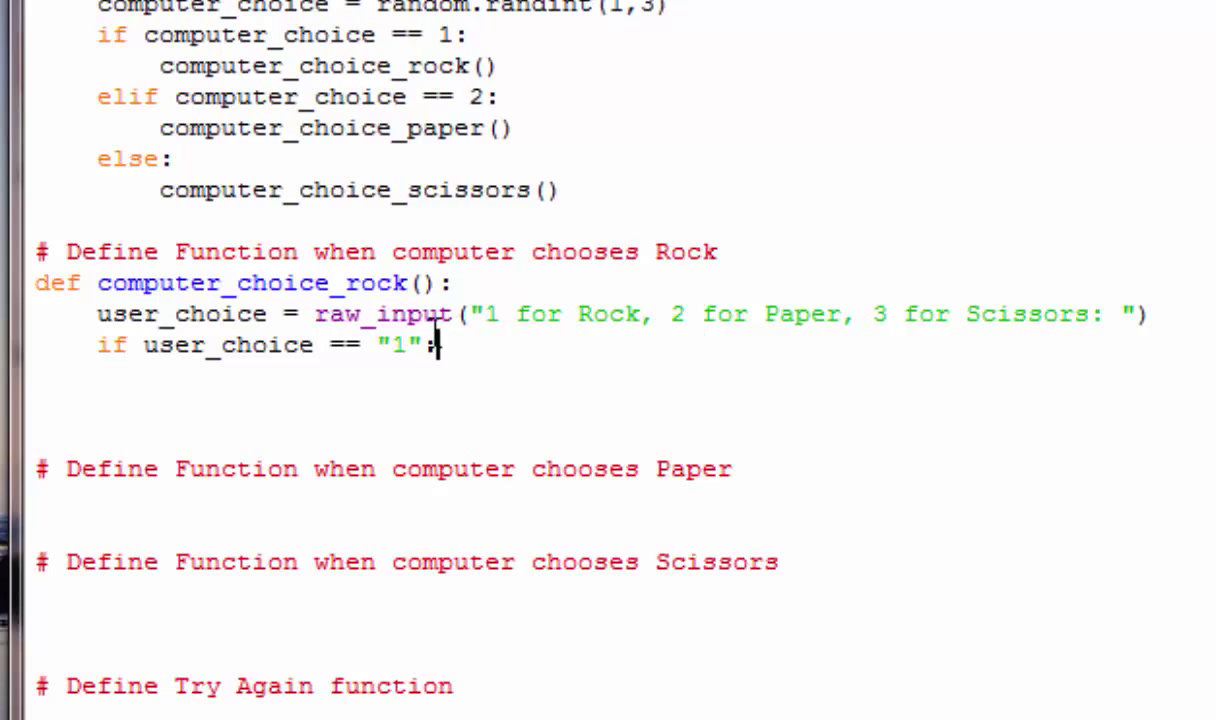 computer_choice = random.randint(1,3)
if computer_choice == 1:
computer_choice_rock()
elif computer_choice == 2:
computer_choice_paper()
else:
computer_choice_scissors()
# Define Function when computer chooses Rock
def computer_choice_rock():
user_choice = raw_input("1 for Rock, 2 for Paper, 3 for Scissors: ")
if user_choice == "1":
# Define Function when computer chooses Paper
# Define Function when computer chooses Scissors
# Define Try Again function